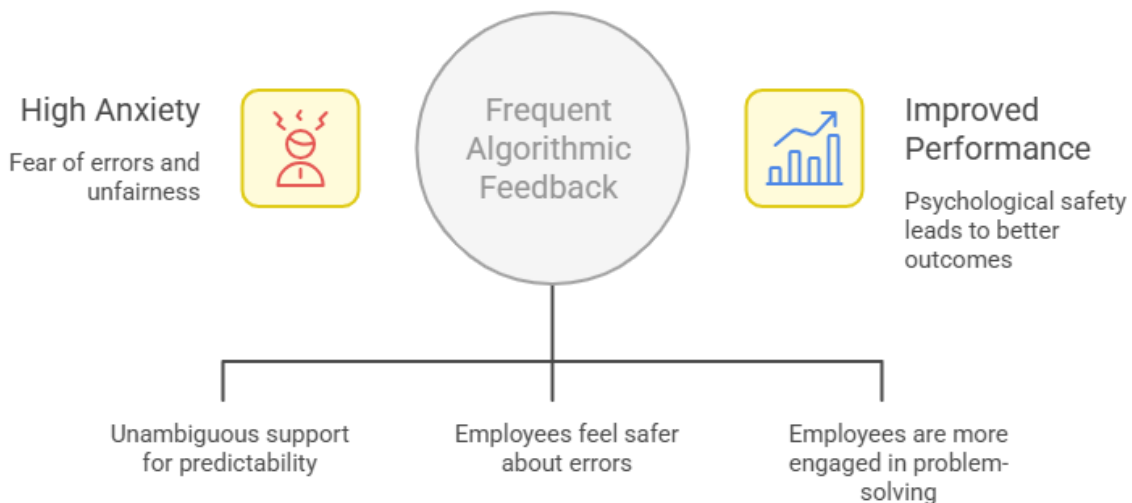 High Anxiety
Fear of errors and
unfairness
Frequent
Algorithmic
Feedback
Improved
Performance
Psychological safety
leads to better
outcomes
Unambiguous support
for predictability
Employees feel safer
about errors
Employees are more
engaged in problem-
solving